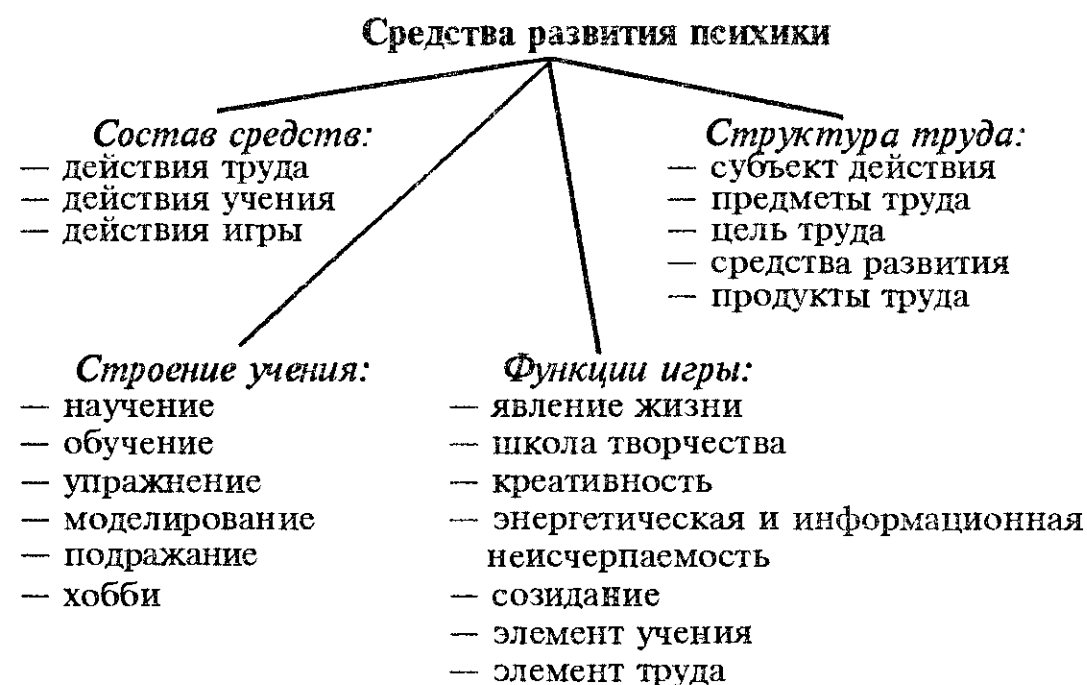 Средства развития психики
Состав средств:
— действия труда
— действия учения
— действия игры
Структура труда:
— субъект действия
— предметы труда
— цель труда
— средства развития
— продукты труда
Строение учения:
— научение
— обучение
— упражнение
— моделирование
— подражание
— хобби
Функции игры:
— явление жизни
— школа творчества
— креативность
— энергетическая и информационная
неисчерпаемость
— созидание
— элемент учения
— элемент труда